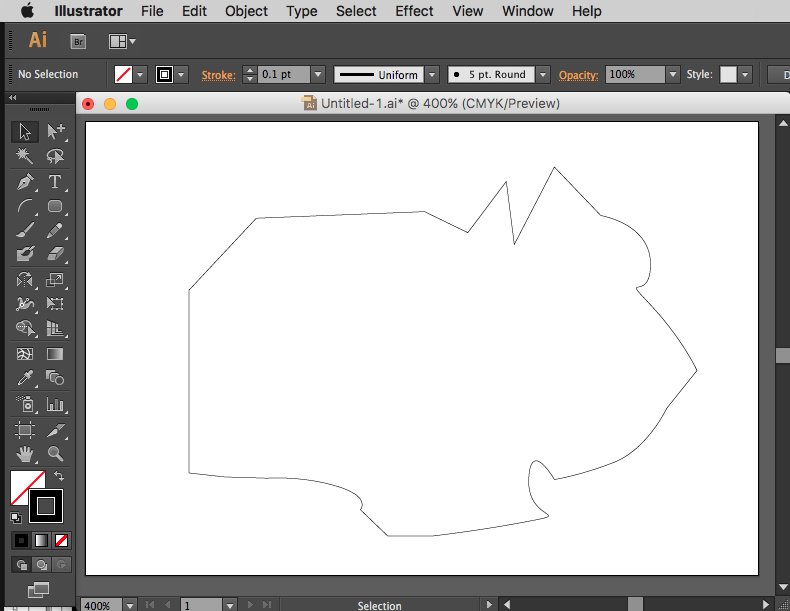 Illustrator File Edit Object Type Select Effect View Window Help
Ai Br
No Selection Stroke: 0.1 pt Uniform 5 pt. Round Opacity: 100% Style: D
Untitled-1.ai* @ 400% (CMYK/Preview)
T
400% 1 Selection